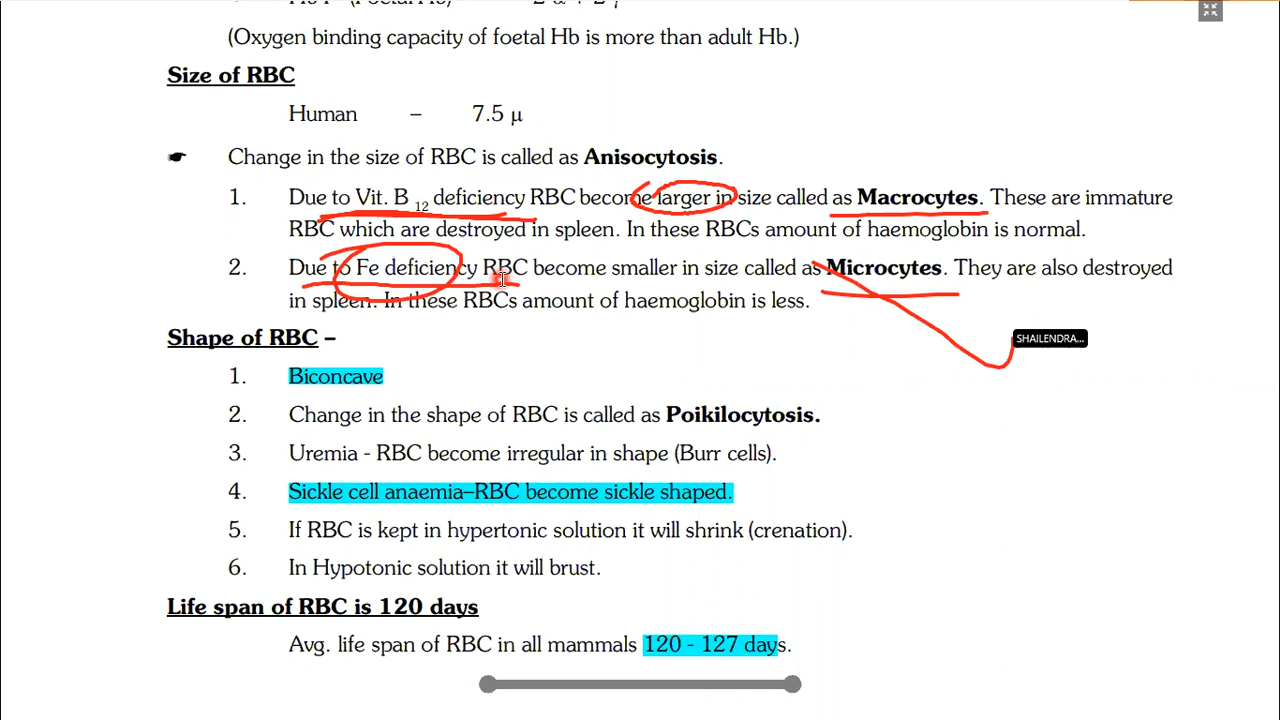 (Oxygen binding capacity of foetal Hb is more than adult Hb.)
Size of RBC
Human – 7.5 µ
Change in the size of RBC is called as Anisocytosis.
1. Due to Vit. B 12 deficiency RBC become larger in size called as Macrocytes. These are immature
RBC which are destroyed in spleen. In these RBCs amount of haemoglobin is normal.
2. Due to Fe deficiency RBC become smaller in size called as Microcytes. They are also destroyed
in spleen. In these RBCs amount of haemoglobin is less.
SHAILENDRA...
Shape of RBC –
1. Biconcave
2. Change in the shape of RBC is called as Poikilocytosis.
3. Uremia - RBC become irregular in shape (Burr cells).
4. Sickle cell anaemia–RBC become sickle shaped.
5. If RBC is kept in hypertonic solution it will shrink (crenation).
6. In Hypotonic solution it will brust.
Life span of RBC is 120 days
Avg. life span of RBC in all mammals 120 - 127 days.